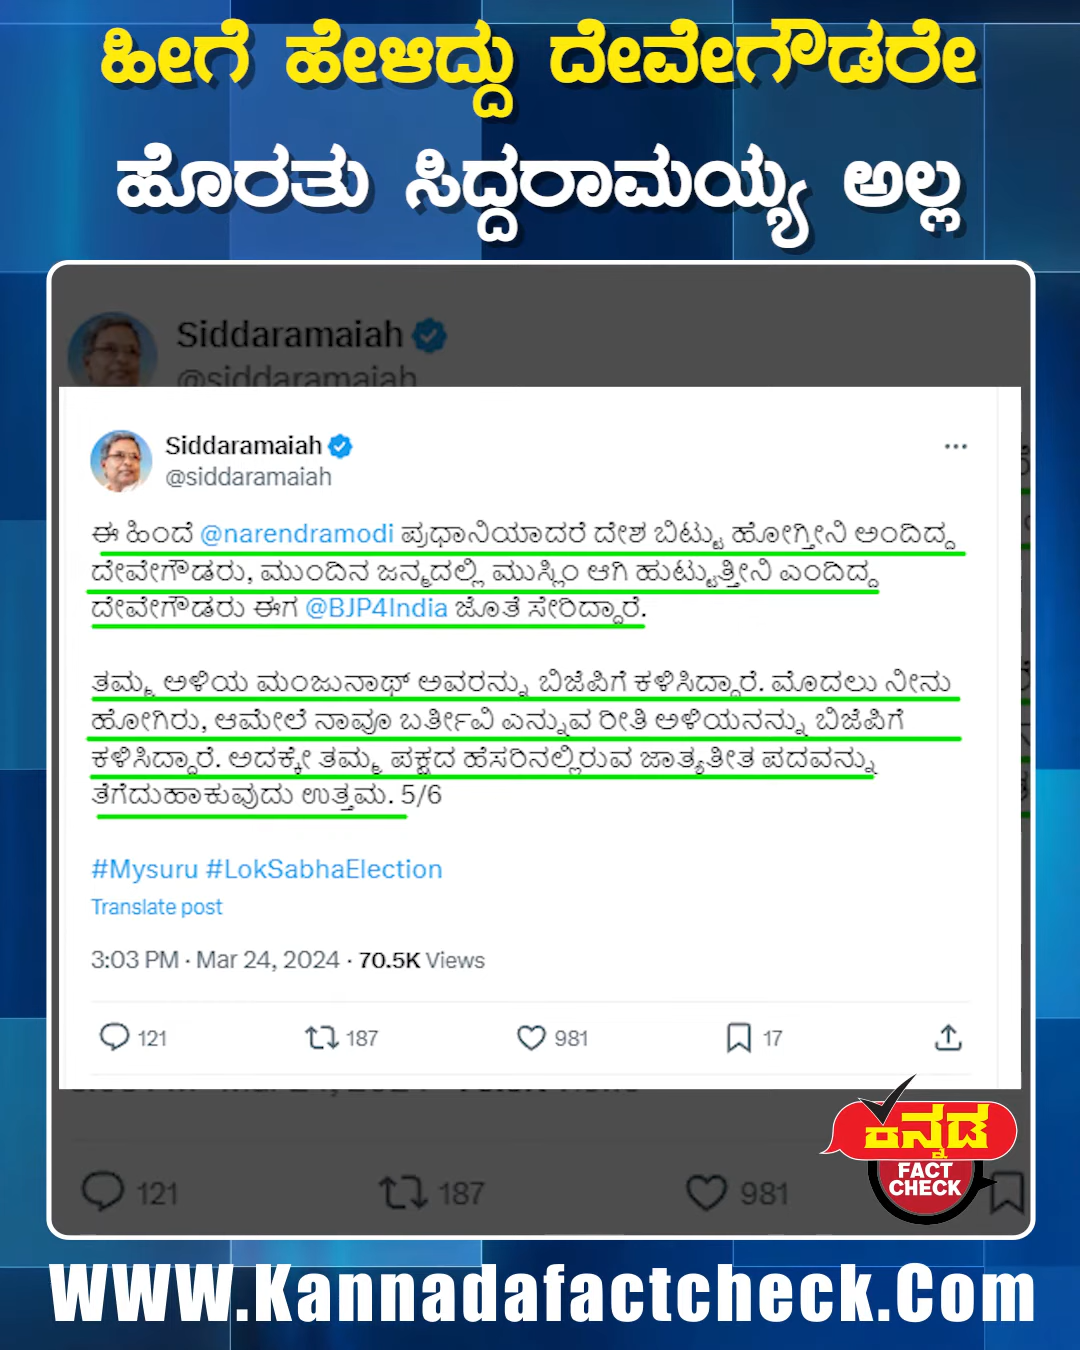 ಹೀಗೆ ಹೇಳಿದ್ದು ದೇವೇಗೌಡರೇ
ಹೊರತು ಸಿದ್ದರಾಮಯ್ಯ ಅಲ್ಲ
Siddaramaiah
@siddaramaiah
Siddaramaiah
@siddaramaiah
ಈ ಹಿಂದೆ @narendramodi ಪ್ರಧಾನಿಯಾದರೆ ದೇಶ ಬಿಟ್ಟು ಹೋಗ್ತೀನಿ ಅಂದಿದ್ದ
ದೇವೇಗೌಡರು, ಮುಂದಿನ ಜನ್ಮದಲ್ಲಿ ಮುಸ್ಲಿಂ ಆಗಿ ಹುಟ್ಟುತ್ತೀನಿ ಎಂದಿದ್ದ
ದೇವೇಗೌಡರು ಈಗ @BJP4India ಜೊತೆ ಸೇರಿದ್ದಾರೆ.
ತಮ್ಮ ಅಳಿಯ ಮಂಜುನಾಥ್ ಅವರನ್ನು ಬಿಜೆಪಿಗೆ ಕಳಿಸಿದ್ದಾರೆ. ಮೊದಲು ನೀನು
ಹೋಗಿರು, ಆಮೇಲೆ ನಾವೂ ಬರ್ತೀವಿ ಎನ್ನುವ ರೀತಿ ಅಳಿಯನನ್ನು ಬಿಜೆಪಿಗೆ
ಕಳಿಸಿದ್ದಾರೆ. ಅದಕ್ಕೇ ತಮ್ಮ ಪಕ್ಷದ ಹೆಸರಿನಲ್ಲಿರುವ ಜಾತ್ಯತೀತ ಪದವನ್ನು
ತೆಗೆದುಹಾಕುವುದು ಉತ್ತಮ. 5/6
#Mysuru #LokSabhaElection
Translate post
3:03 PM · Mar 24, 2024 · 70.5K Views
121 187 981 17
121 187 981
ಕನ್ನಡ
FACT
CHECK
WWW.Kannadafactcheck.Com